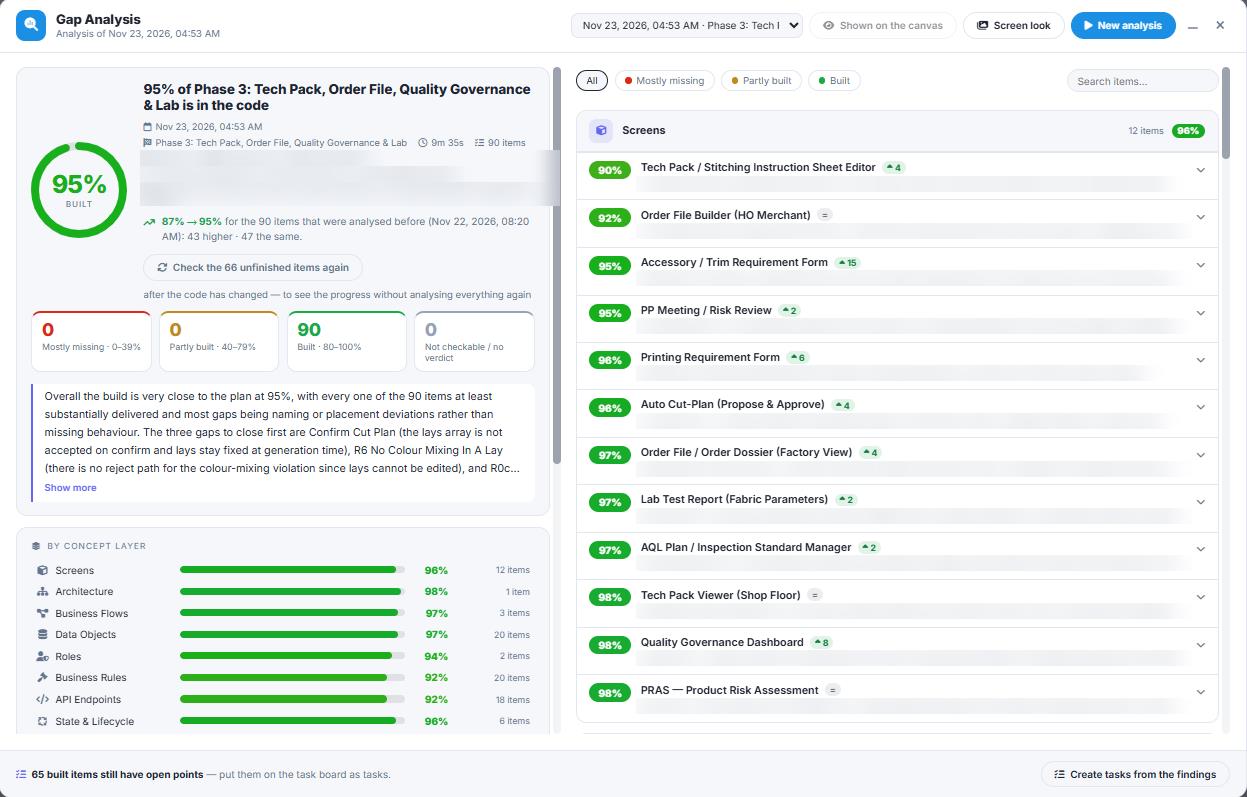 Gap Analysis
Analysis of Nov 23, 2026, 04:53 AM
Nov 23, 2026, 04:53 AM · Phase 3: Tech I
Shown on the canvas
Screen look
New analysis
95% of Phase 3: Tech Pack, Order File, Quality Governance
& Lab is in the code
Nov 23, 2026, 04:53 AM
Phase 3: Tech Pack, Order File, Quality Governance & Lab 9m 35s 90 items
95%
BUILT
87% → 95% for the 90 items that were analysed before (Nov 22, 2026, 08:20
AM): 43 higher · 47 the same.
Check the 66 unfinished items again
after the code has changed — to see the progress without analysing everything again
0
Mostly missing · 0–39%
0
Partly built · 40–79%
90
Built · 80–100%
0
Not checkable / no
verdict
Overall the build is very close to the plan at 95%, with every one of the 90 items at least
substantially delivered and most gaps being naming or placement deviations rather than
missing behaviour. The three gaps to close first are Confirm Cut Plan (the lays array is not
accepted on confirm and lays stay fixed at generation time), R6 No Colour Mixing In A Lay
(there is no reject path for the colour-mixing violation since lays cannot be edited), and R0c...
Show more
BY CONCEPT LAYER
Screens 96% 12 items
Architecture 98% 1 item
Business Flows 97% 3 items
Data Objects 97% 20 items
Roles 94% 2 items
Business Rules 92% 20 items
API Endpoints 92% 18 items
State & Lifecycle 96% 6 items
All
Mostly missing
Partly built
Built
Search items...
Screens 12 items 96%
90% Tech Pack / Stitching Instruction Sheet Editor 4
92% Order File Builder (HO Merchant) =
95% Accessory / Trim Requirement Form 15
95% PP Meeting / Risk Review 2
96% Printing Requirement Form 6
96% Auto Cut-Plan (Propose & Approve) 4
97% Order File / Order Dossier (Factory View) 4
97% Lab Test Report (Fabric Parameters) 2
97% AQL Plan / Inspection Standard Manager 2
98% Tech Pack Viewer (Shop Floor) =
98% Quality Governance Dashboard 8
98% PRAS — Product Risk Assessment =
65 built items still have open points — put them on the task board as tasks.
Create tasks from the findings